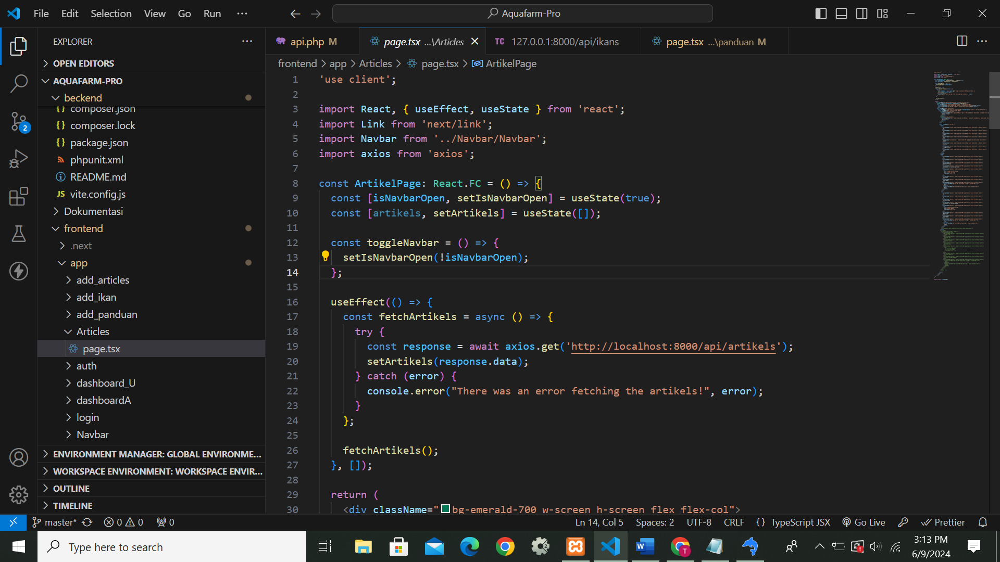 File Edit Selection View Go Run ···
Aquafarm-Pro
EXPLORER
OPEN EDITORS
AQUAFARM-PRO
beckend
composer.json
composer.lock
package.json
phpunit.xml
README.md
JS vite.config.js
Dokumentasi
frontend
.next
app
add_articles
add_ikan
add_panduan
Articles
page.tsx
auth
dashboard_U
dashboardA
login
Navbar
ENVIRONMENT MANAGER: GLOBAL ENVIRONME...
WORKSPACE ENVIRONMENT: WORKSPACE ENVIR...
OUTLINE
TIMELINE
2
api.php M
page.tsx ...\Articles
TC 127.0.0.1:8000/api/ikans
page.tsx ...\panduan M
frontend > app > Articles > page.tsx > ArtikelPage
1 'use client';
2
3 import React, { useEffect, useState } from 'react';
4 import Link from 'next/link';
5 import Navbar from '../Navbar/Navbar';
6 import axios from 'axios';
7
8 const ArtikelPage: React.FC = () => {
9 const [isNavbarOpen, setIsNavbarOpen] = useState(true);
10 const [artikels, setArtikels] = useState([]);
11
12 const toggleNavbar = () => {
13 setIsNavbarOpen(!isNavbarOpen);
14 };
15
16 useEffect(() => {
17 const fetchArtikels = async () => {
18 try {
19 const response = await axios.get('http://localhost:8000/api/artikels');
20 setArtikels(response.data);
21 } catch (error) {
22 console.error("There was an error fetching the artikels!", error);
23 }
24 };
25
26 fetchArtikels();
27 }, []);
28
29 return (
30 <div className="bg-emerald-700 w-screen h-screen flex flex-col">
master* 0 0 0
Ln 14, Col 5 Spaces: 2 UTF-8 CRLF {} TypeScript JSX Go Live Prettier
Type here to search
3:13 PM
6/9/2024